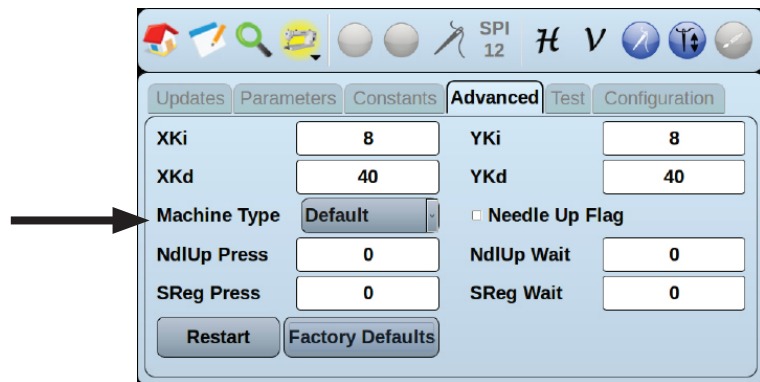 SPI
12
H V
Updates Parameters Constants Advanced Test Configuration
XKi 8 YKi 8
XKd 40 YKd 40
Machine Type Default Needle Up Flag
NdlUp Press 0 NdlUp Wait 0
SReg Press 0 SReg Wait 0
Restart Factory Defaults